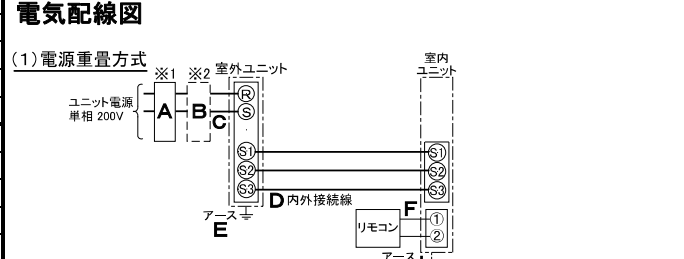 電気配線図
(1)電源重畳方式
※1 ※2 室外ユニット
室内
ユニット
ユニット電源
単相 200V
A
B
C
R
S
S1
S2
S3
S1
S2
S3
D 内外接続線
アース
E
F
リモコン
①
②
アース